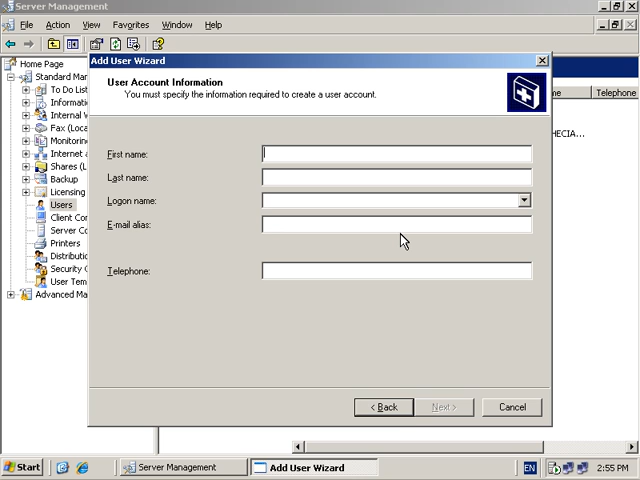 Server Management
File Action View Favorites Window Help
Add User Wizard
User Account Information
You must specify the information required to create a user account.
First name:
Last name:
Logon name:
E-mail alias:
Telephone:
< Back Next > Cancel
Home Page
Standard Mar
To Do List
Informatio
Internal
Fax (Loca
Monitorin
Internet a
Shares (L
Backup
Licensing
Users
Client Co
Server Co
Printers
Distributio
Security G
User Tem
Advanced Ma
me Telephone
HECIA...
Start Server Management Add User Wizard EN 2:55 PM